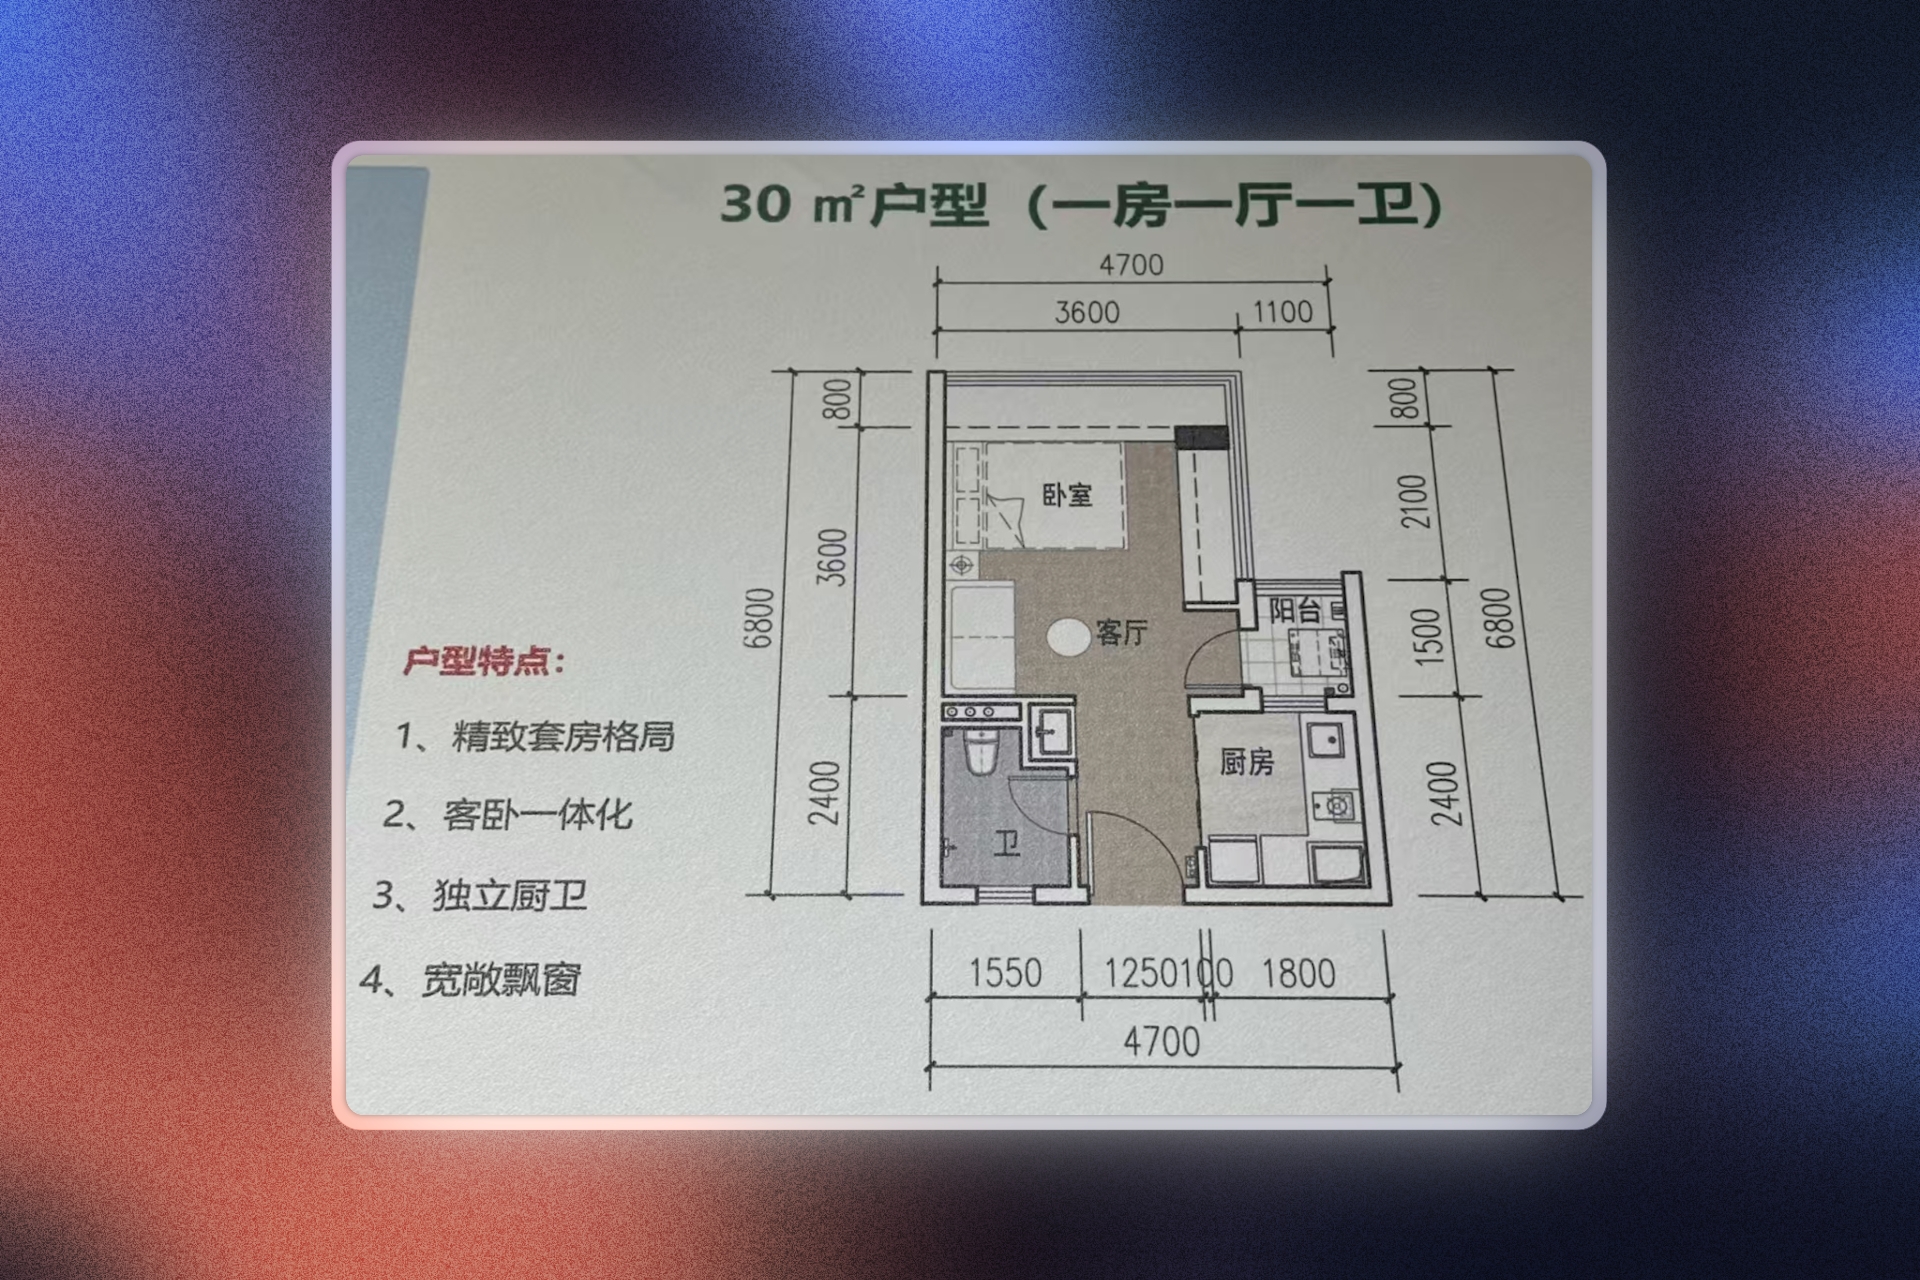 30 ㎡户型（一房一厅一卫）
4700
3600 1100
800
3600
2400
6800
800
2100
1500
2400
6800
卧室
客厅
阳台
厨房
卫
户型特点：
1、精致套房格局
2、客卧一体化
3、独立厨卫
4、宽敞飘窗
1550 1250 100 1800
4700